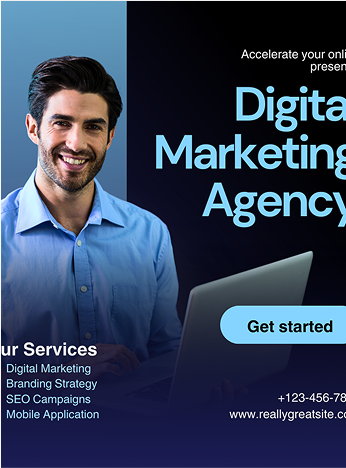 Accelerate your onli
presen
Digita
Marketing
Agency
Get started
ur Services
Digital Marketing
Branding Strategy
SEO Campaigns
Mobile Application
+123-456-78
www.reallygreatsite.co